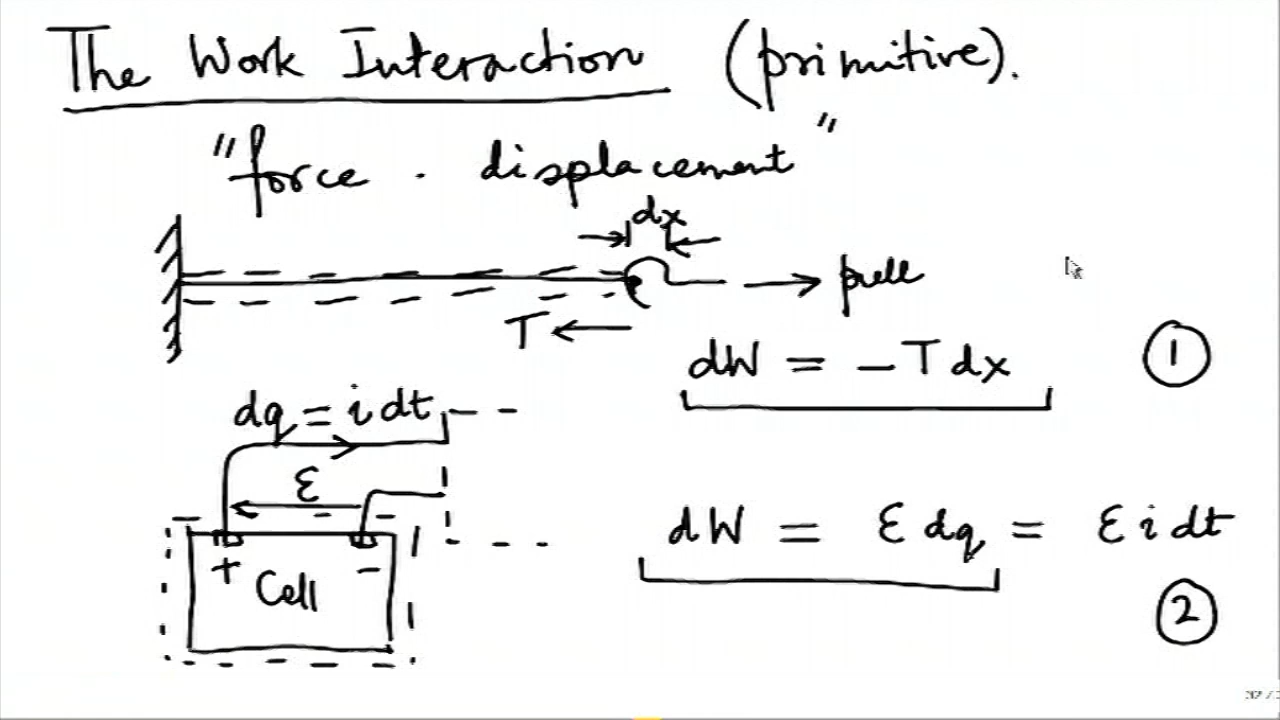 The Work Interaction (primitive).
"force . displacement"
dx
pull
T
dW = -T dx
1
dq = i dt
ε
+ -
Cell
dW = ε dq = ε i dt
2